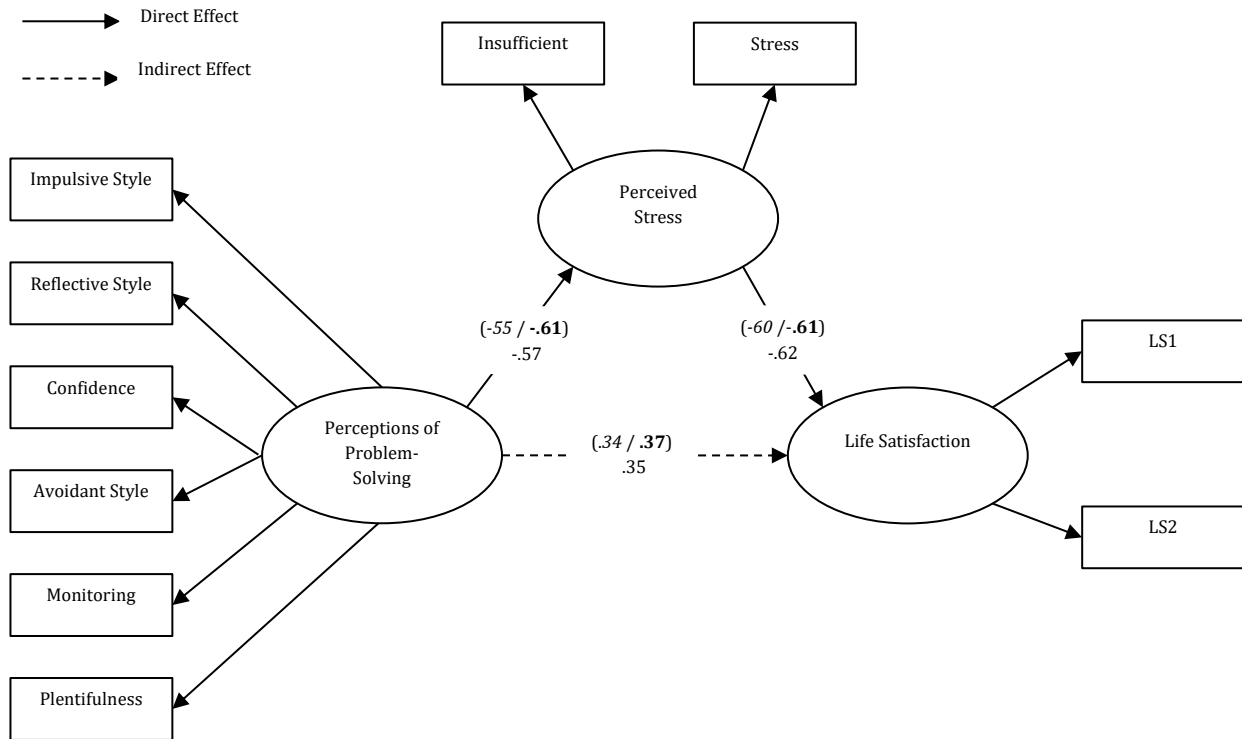 Direct Effect
Indirect Effect
Insufficient
Stress
Impulsive Style
Reflective Style
Confidence
Avoidant Style
Monitoring
Plentifulness
Perceived
Stress
(-55 / -.61)
-.57
(-60 /-.61)
-.62
Perceptions of
Problem-
Solving
(.34 / .37)
.35
Life Satisfaction
LS1
LS2